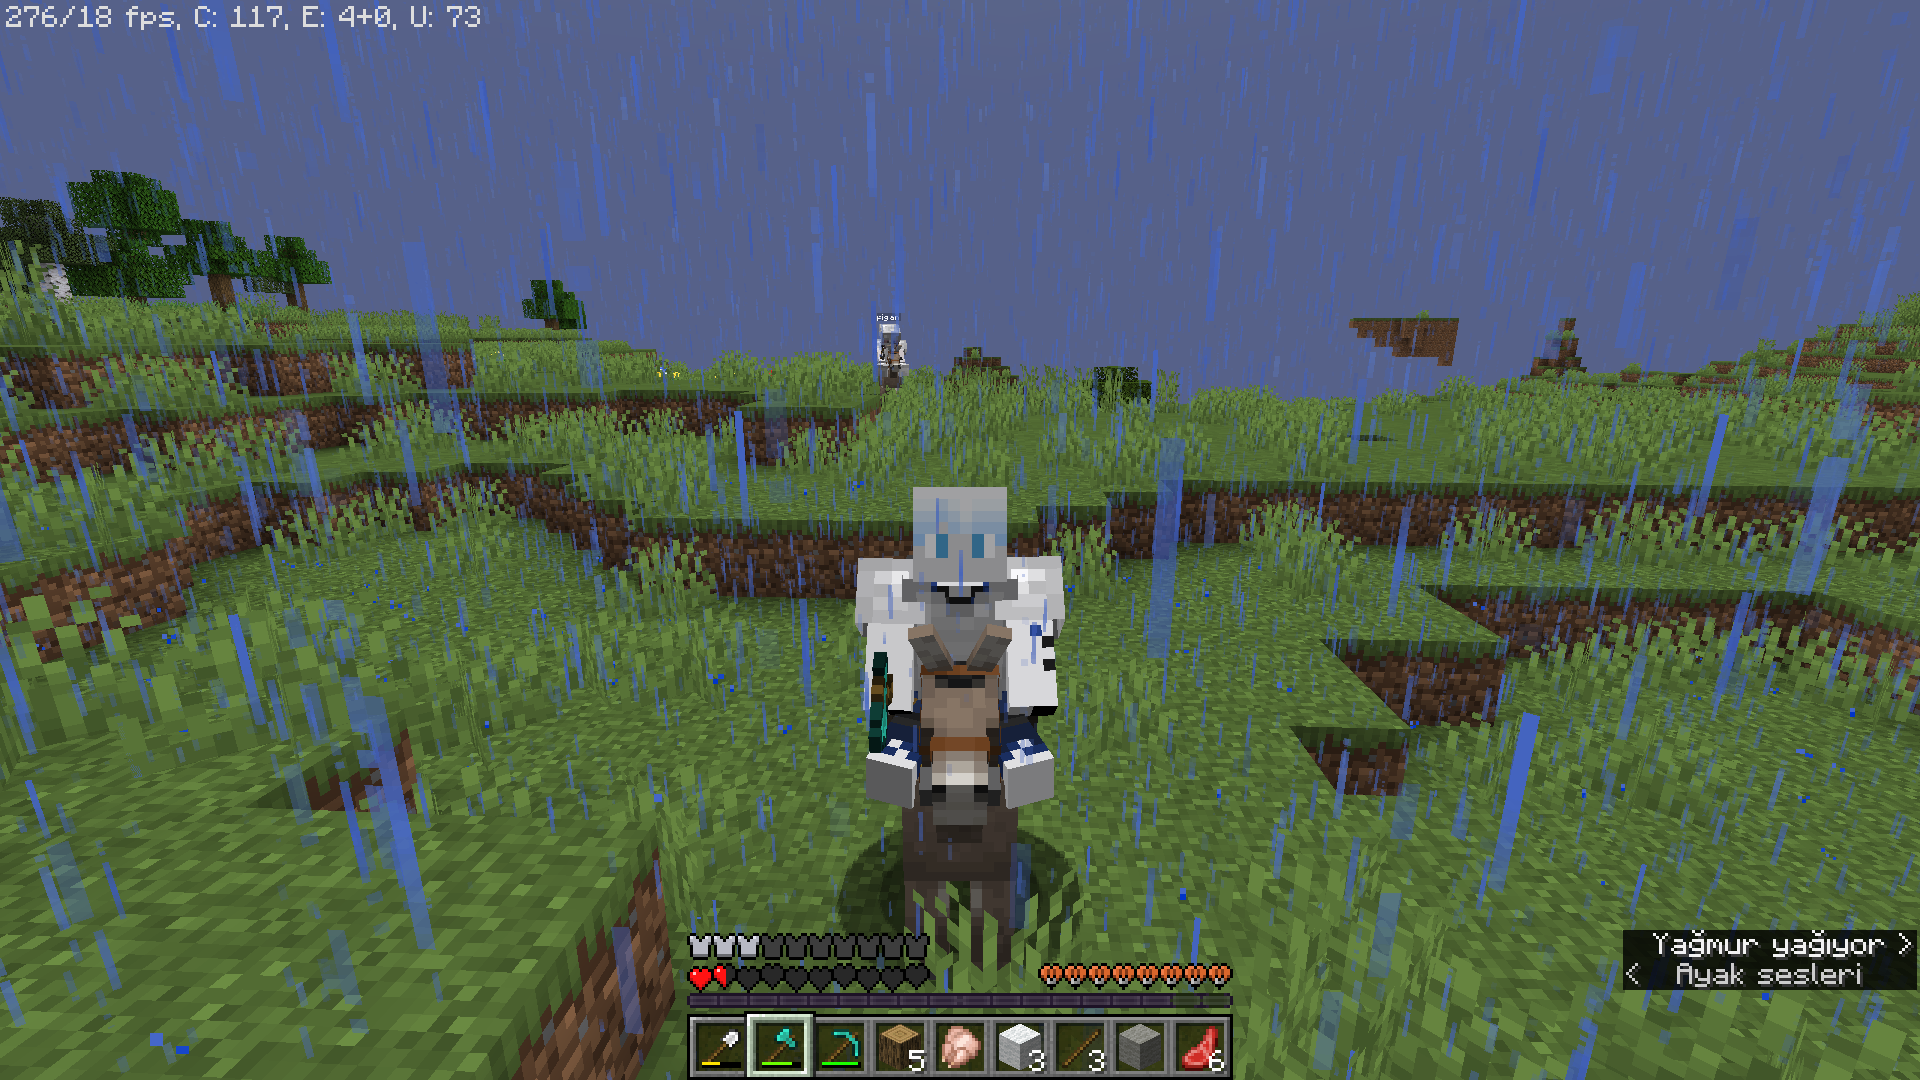 276/18 fps, C: 117, E: 4+0, U: 73
Yağmur yağıyor >
< Ayak sesleri
5
3
3
6